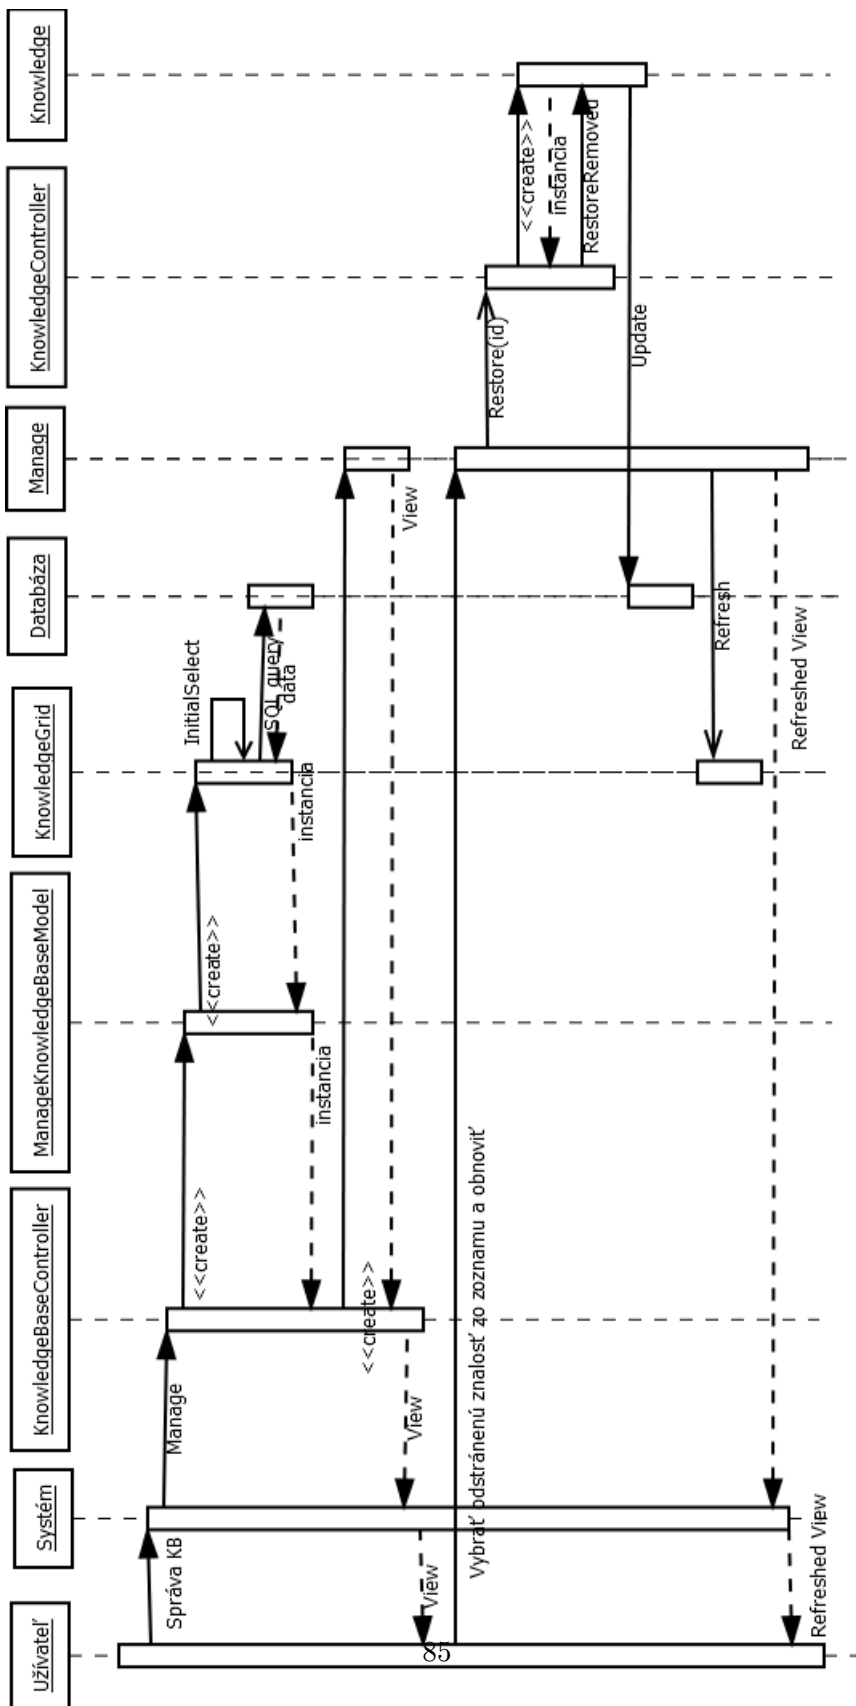 Užívateľ
Systém
KnowledgeBaseController
ManageKnowledgeBaseModel
KnowledgeGrid
Databáza
Manage
KnowledgeController
Knowledge
Správa KB
Manage
<<create>>
<<create>>
InitialSelect
SQL query
data
instancia
instancia
<<create>>
View
View
View
Vybrať odstránenú znalosť zo zoznamu a obnoviť
Restore(id)
<<create>>
instancia
RestoreRemoved
Update
Refresh
Refreshed View
Refreshed View
85